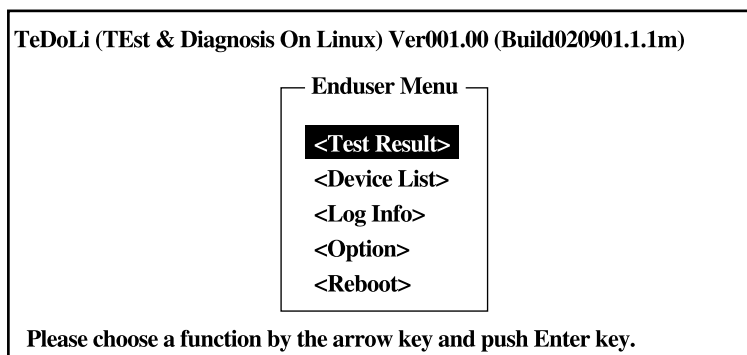 TeDoLi (TEst & Diagnosis On Linux) Ver001.00 (Build020901.1.1m)
Enduser Menu
<Test Result>
<Device List>
<Log Info>
<Option>
<Reboot>
Please choose a function by the arrow key and push Enter key.